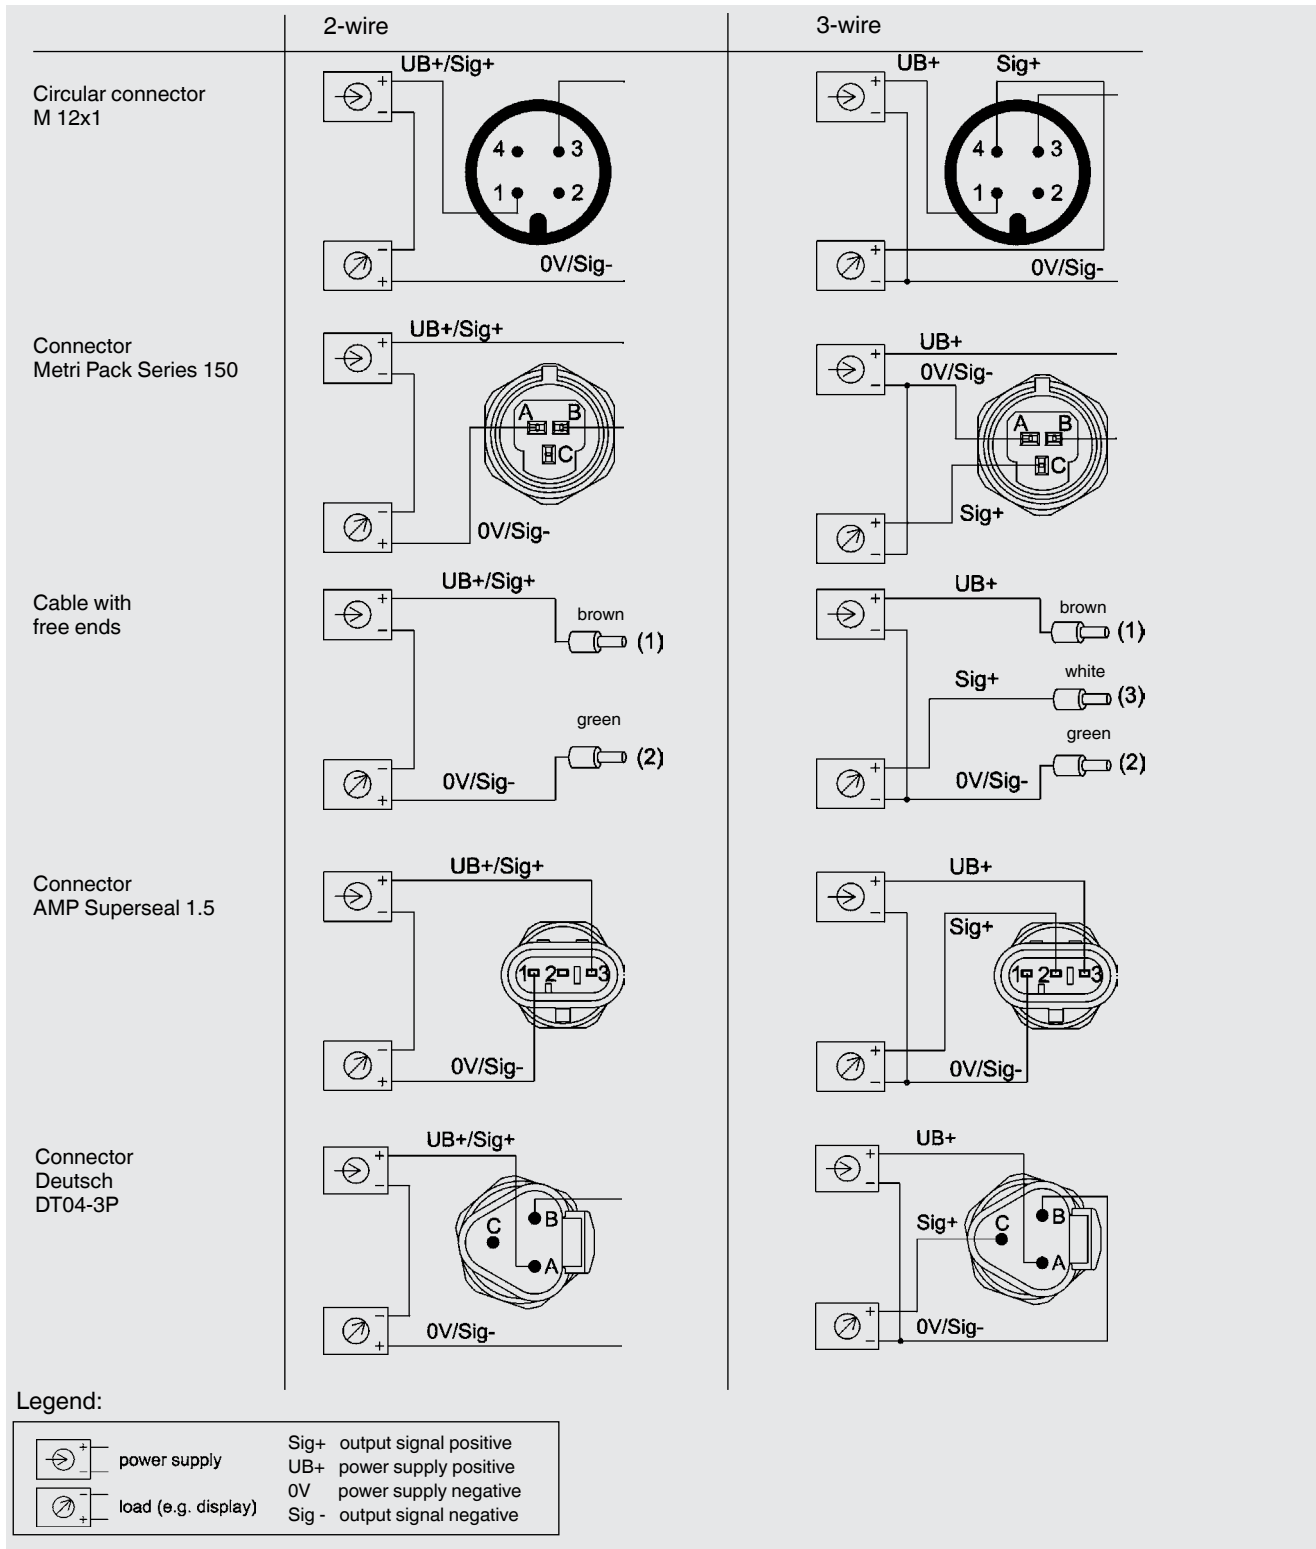 2-wire
3-wire
Circular connector
M 12x1
UB+/Sig+
+
−
4
3
1
2
−
+
0V/Sig-
UB+
Sig+
+
−
4
3
1
2
+
−
0V/Sig-
Connector
Metri Pack Series 150
UB+/Sig+
+
−
A
B
C
−
+
0V/Sig-
UB+
0V/Sig-
+
−
A
B
C
Sig+
+
−
Cable with
free ends
UB+/Sig+
+
−
brown
(1)
green
(2)
−
+
0V/Sig-
UB+
+
−
brown
(1)
Sig+
white
(3)
green
(2)
+
−
0V/Sig-
Connector
AMP Superseal 1.5
UB+/Sig+
+
−
1
2
3
−
+
0V/Sig-
UB+
+
−
Sig+
1
2
3
+
−
0V/Sig-
Connector
Deutsch
DT04-3P
UB+/Sig+
+
−
C
B
A
−
+
0V/Sig-
UB+
+
−
Sig+
C
B
A
+
−
0V/Sig-
Legend:
+
−
power supply
−
+
load (e.g. display)
Sig+ output signal positive
UB+ power supply positive
0V power supply negative
Sig - output signal negative